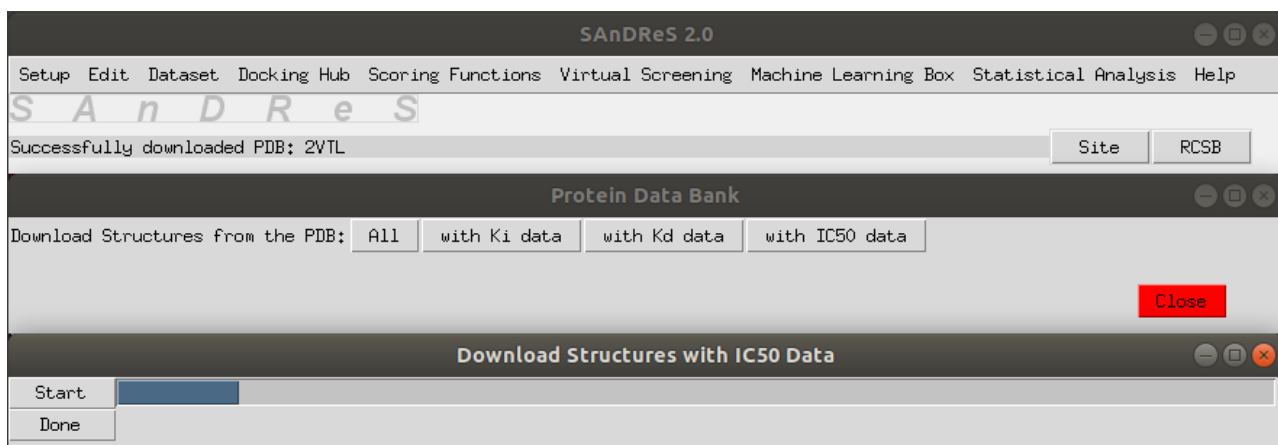 SAnDReS 2.0
Setup Edit Dataset Docking Hub Scoring Functions Virtual Screening Machine Learning Box Statistical Analysis Help
S A n D R e S
Successfully downloaded PDB: 2VTL Site RCSB
Protein Data Bank
Download Structures from the PDB: All with Ki data with Kd data with IC50 data
Close
Download Structures with IC50 Data
Start
Done